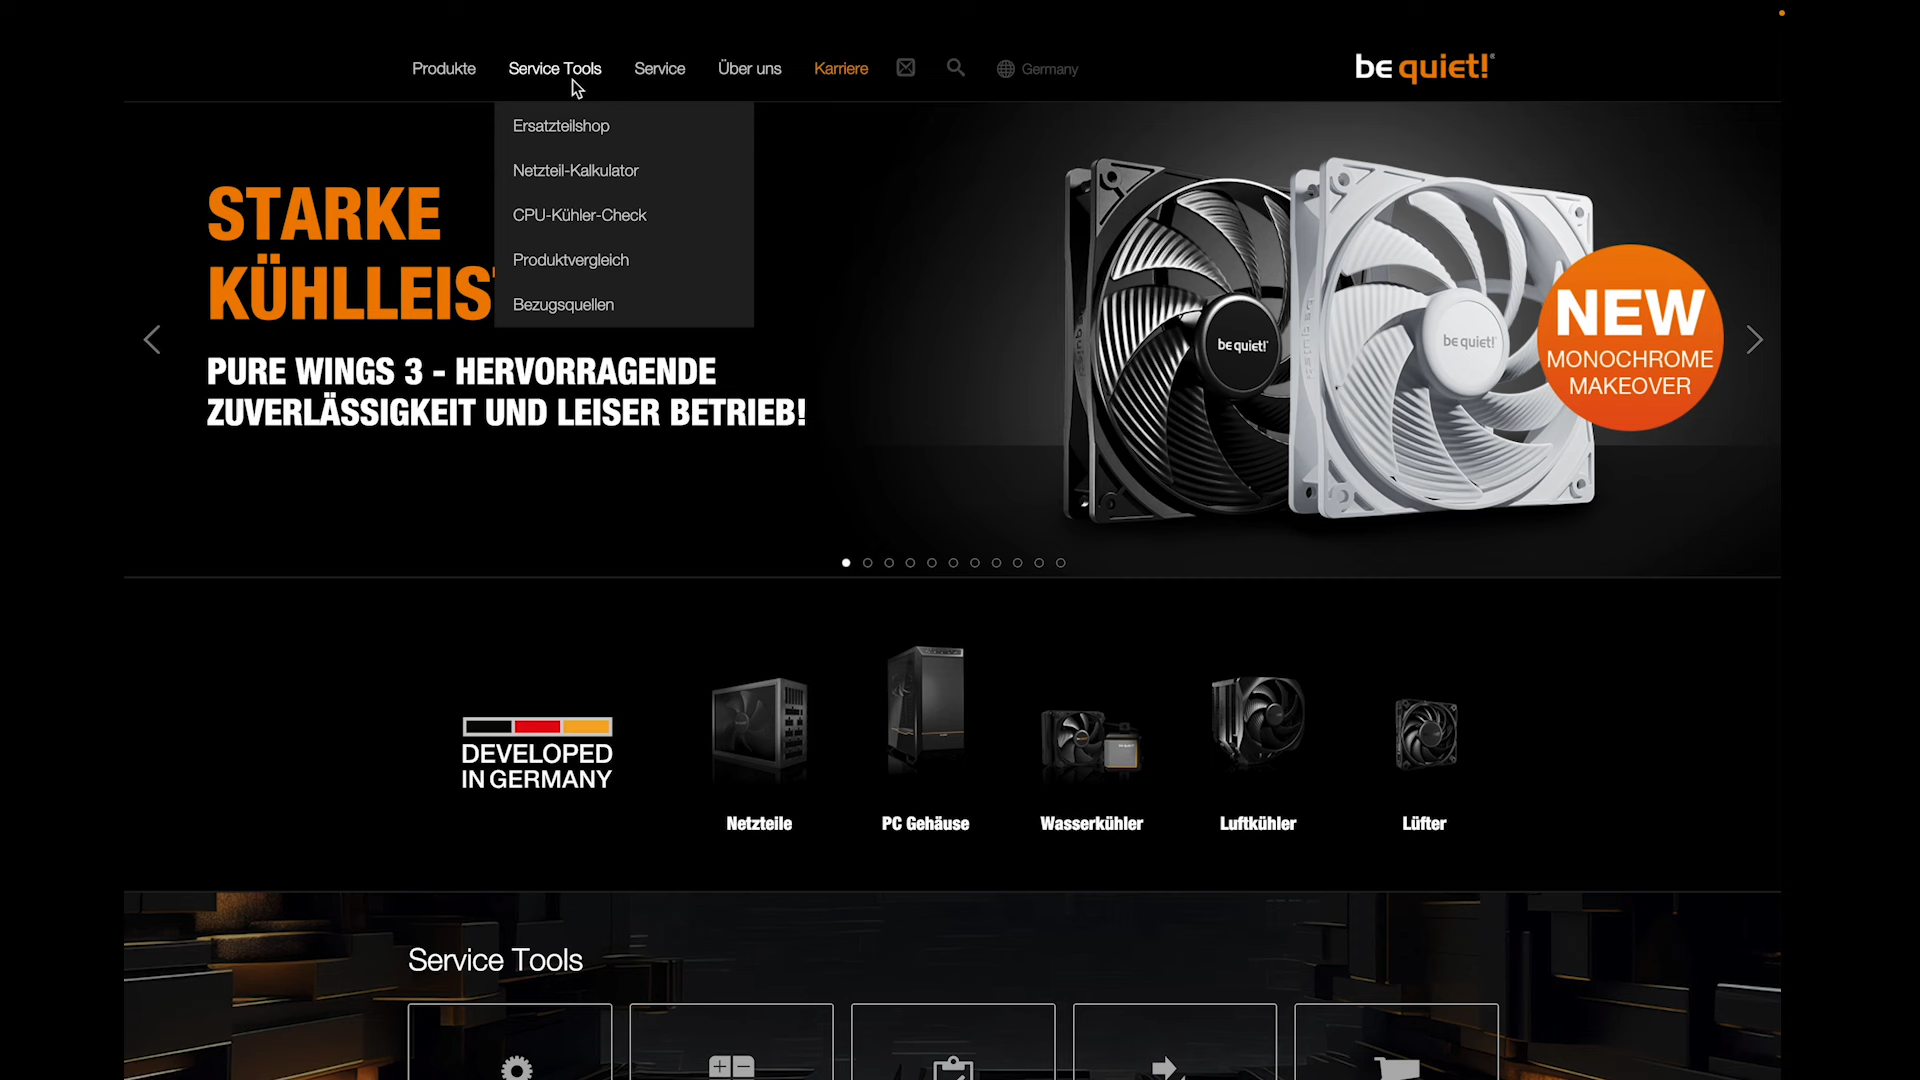 Produkte
Service Tools
Service
Über uns
Karriere
Germany
be quiet!
Ersatzteilshop
Netzteil-Kalkulator
CPU-Kühler-Check
Produktvergleich
Bezugsquellen
STARKE
KÜHLLEIS
PURE WINGS 3 - HERVORRAGENDE
ZUVERLÄSSIGKEIT UND LEISER BETRIEB!
be quiet!
be quiet!
NEW
MONOCHROME
MAKEOVER
DEVELOPED
IN GERMANY
Netzteile
PC Gehäuse
Wasserkühler
Luftkühler
Lüfter
Service Tools